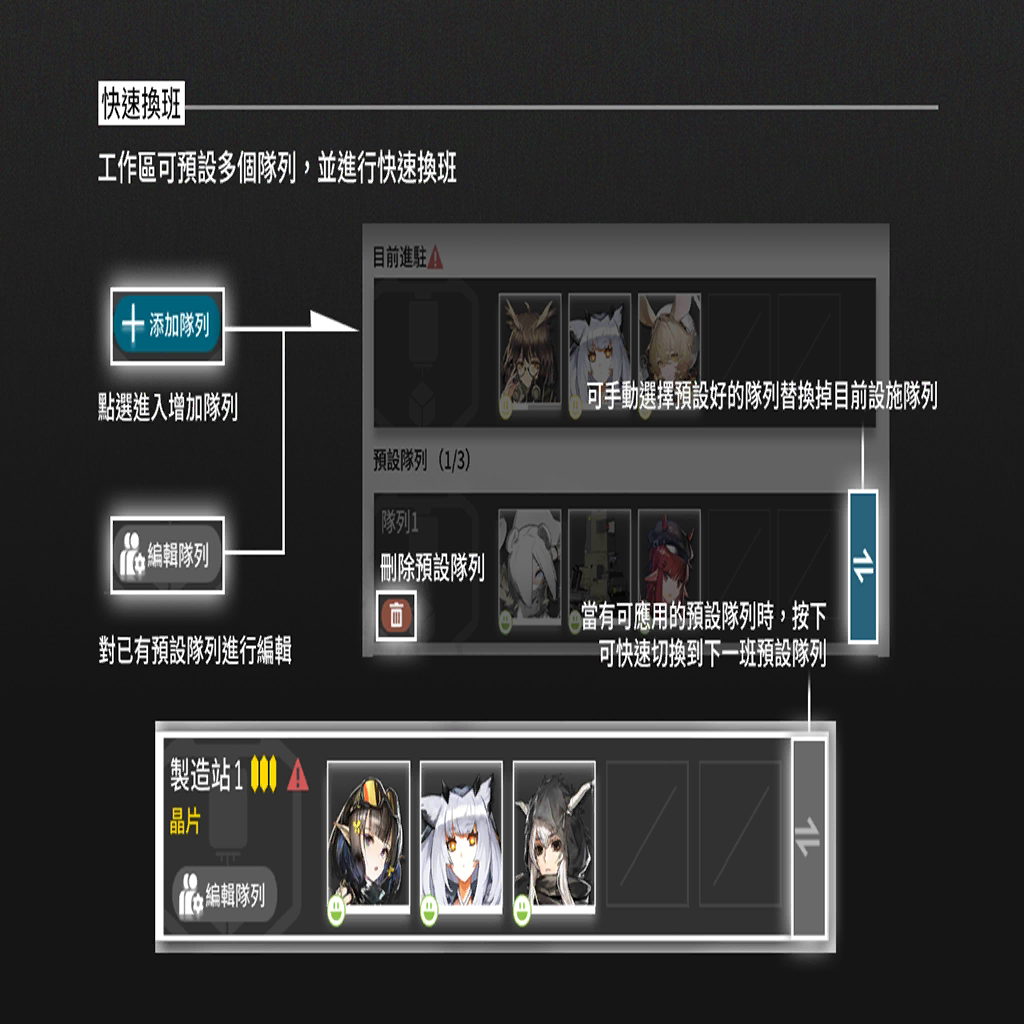 快速換班
工作區可預設多個隊列，並進行快速換班
目前進駐
添加隊列
點選進入增加隊列
可手動選擇預設好的隊列替換掉目前設施隊列
預設隊列（1/3）
隊列1
刪除預設隊列
編輯隊列
對已有預設隊列進行編輯
當有可應用的預設隊列時，按下
可快速切換到下一班預設隊列
製造站1
晶片
編輯隊列